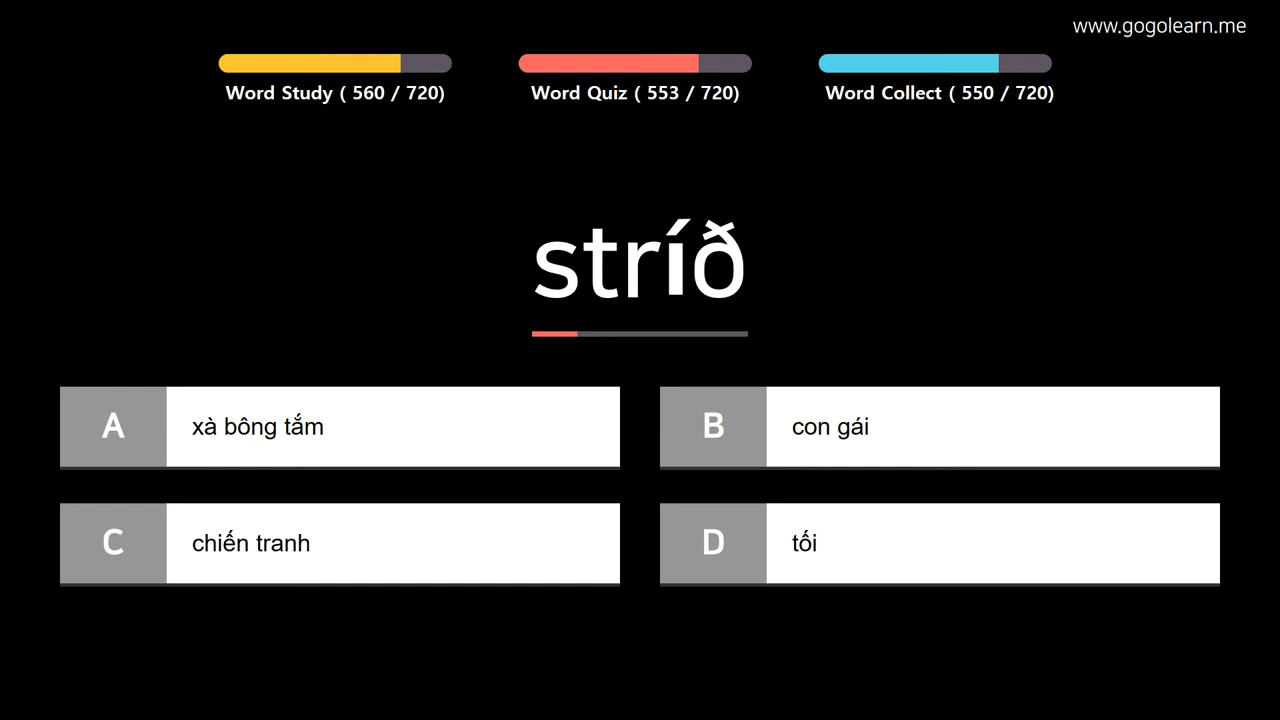 www.gogolearn.me
Word Study ( 560 / 720)
Word Quiz ( 553 / 720)
Word Collect ( 550 / 720)
stríð
A
xà bông tắm
B
con gái
C
chiến tranh
D
tối